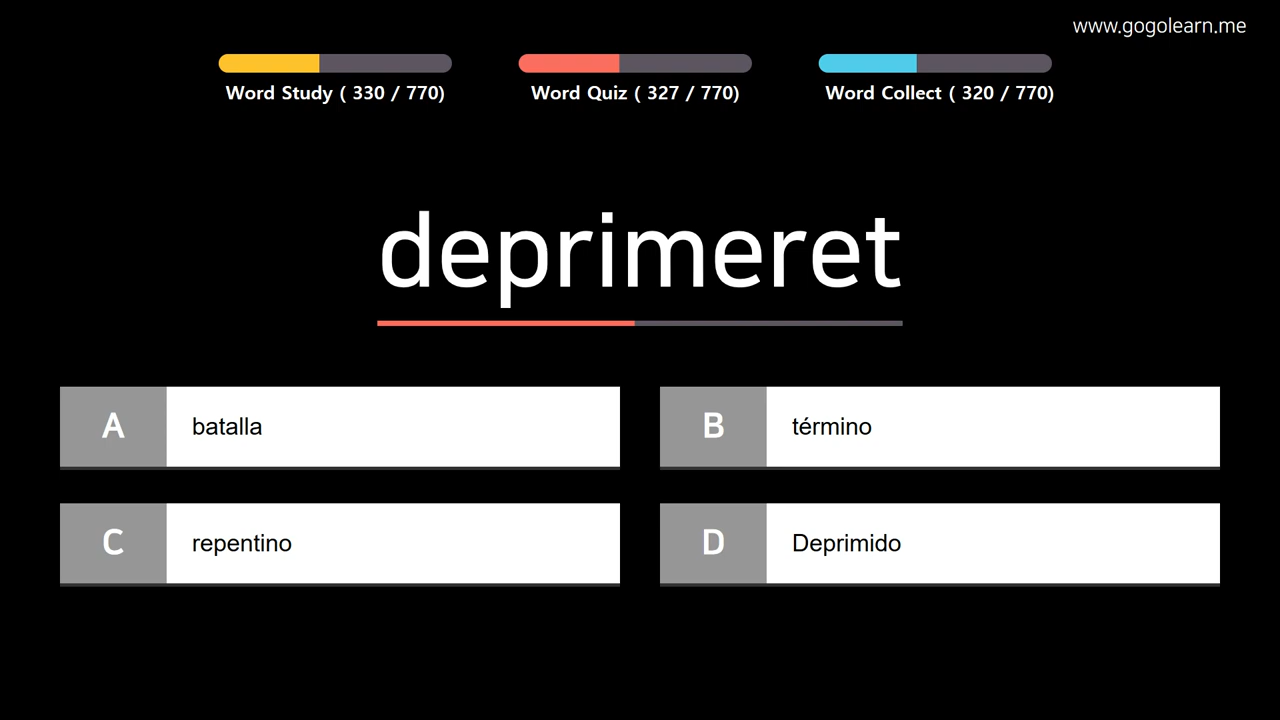 www.gogolearn.me
Word Study ( 330 / 770)
Word Quiz ( 327 / 770)
Word Collect ( 320 / 770)
deprimeret
A
batalla
B
término
C
repentino
D
Deprimido